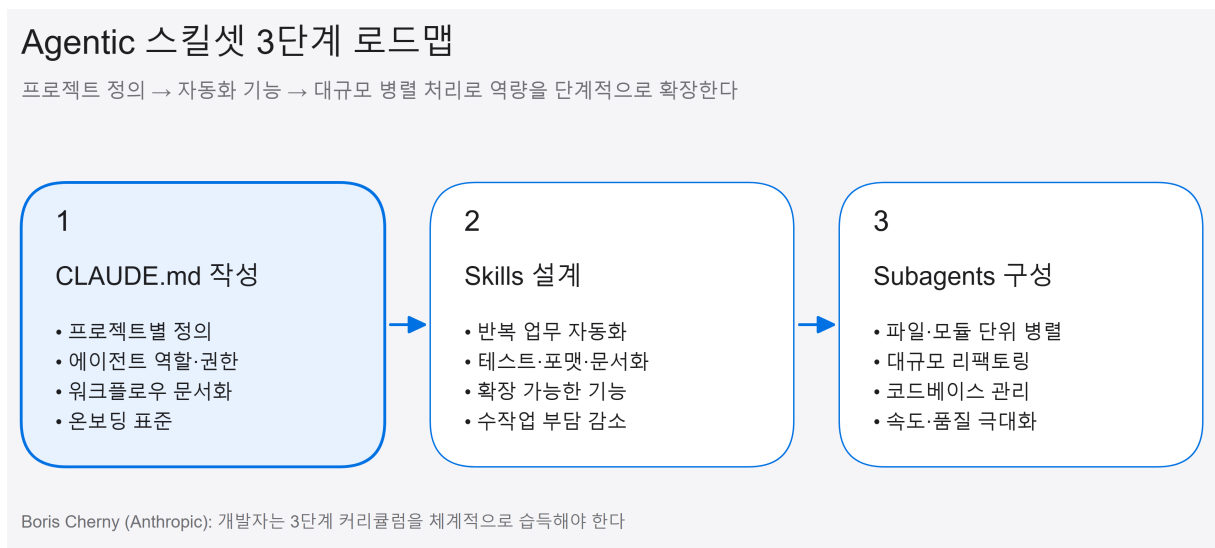 Agentic 스킬셋 3단계 로드맵
프로젝트 정의 → 자동화 기능 → 대규모 병렬 처리로 역량을 단계적으로 확장한다
1
CLAUDE.md 작성
• 프로젝트별 정의
• 에이전트 역할·권한
• 워크플로우 문서화
• 온보딩 표준
2
Skills 설계
• 반복 업무 자동화
• 테스트·포맷·문서화
• 확장 가능한 기능
• 수작업 부담 감소
3
Subagents 구성
• 파일·모듈 단위 병렬
• 대규모 리팩토링
• 코드베이스 관리
• 속도·품질 극대화
Boris Cherny (Anthropic): 개발자는 3단계 커리큘럼을 체계적으로 습득해야 한다